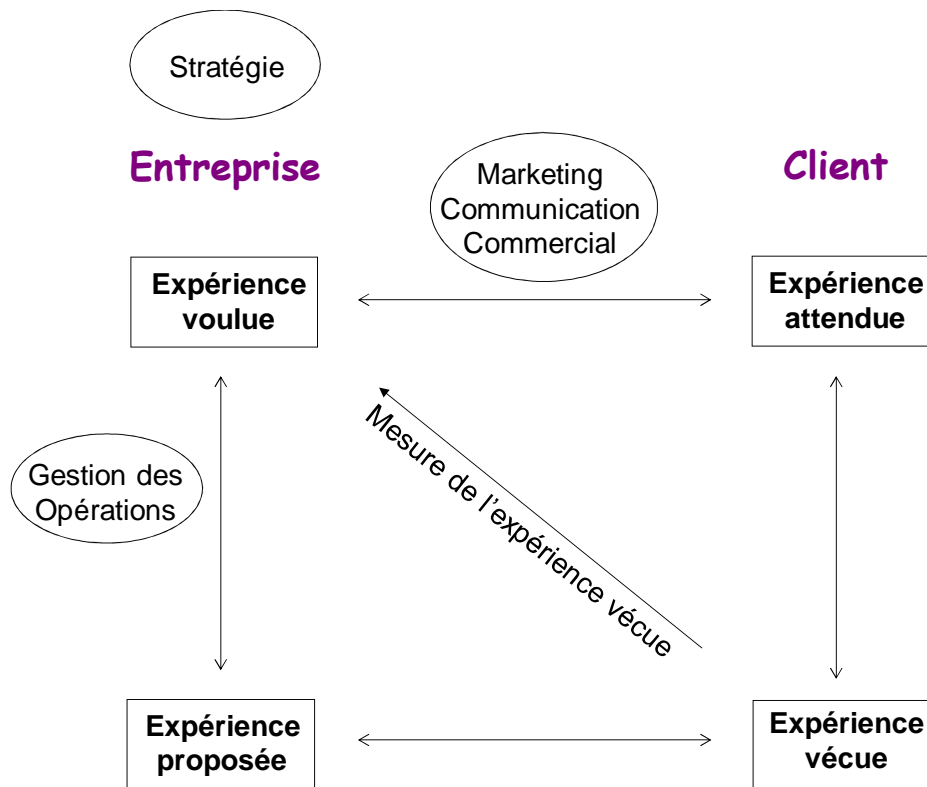 Stratégie
Entreprise
Marketing
Communication
Commercial
Client
Expérience
voulue
Expérience
attendue
Mesure de l'expérience vécue
Gestion des
Opérations
Expérience
proposée
Expérience
vécue